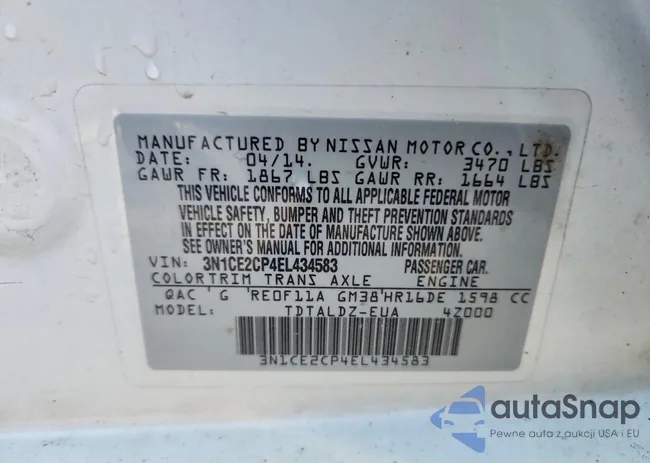 MANUFACTURED BY NISSAN MOTOR CO., LTD.
DATE: 04/14. GVWR: 3470 LBS
GAWR FR: 1867 LBS GAWR RR: 1664 LBS
THIS VEHICLE CONFORMS TO ALL APPLICABLE FEDERAL MOTOR
VEHICLE SAFETY, BUMPER AND THEFT PREVENTION STANDARDS
IN EFFECT ON THE DATE OF MANUFACTURE SHOWN ABOVE.
SEE OWNER'S MANUAL FOR ADDITIONAL INFORMATION.
VIN: 3N1CE2CP4EL434583 PASSENGER CAR.
COLOR TRIM TRANS AXLE ENGINE
QAC 'G 'RE0F11A GM38'HR16DE 1598 CC
MODEL: TDTALDZ-EUA 4Z000
3N1CE2CP4EL434583
autoSnap
Pewne auta z aukcji USA i EU